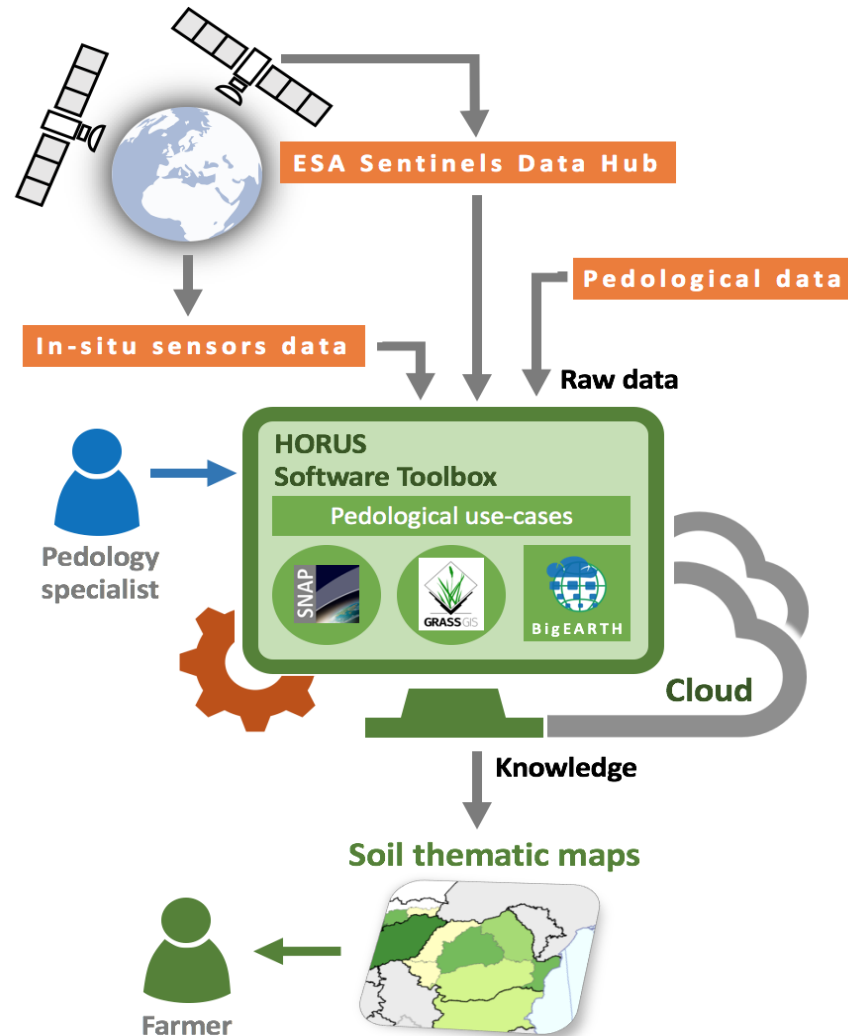 ESA Sentinels Data Hub
Pedological data
In-situ sensors data
Raw data
HORUS
Software Toolbox
Pedological use-cases
Pedology
specialist
SNAP
GRASS GIS
BigEARTH
Cloud
Knowledge
Soil thematic maps
Farmer